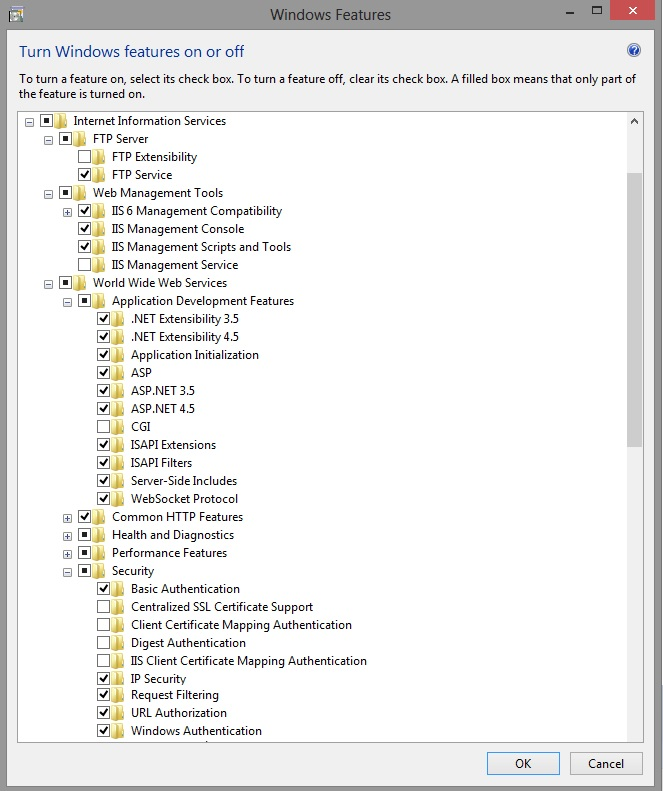 Windows Features
Turn Windows features on or off
To turn a feature on, select its check box. To turn a feature off, clear its check box. A filled box means that only part of
the feature is turned on.
Internet Information Services
FTP Server
FTP Extensibility
FTP Service
Web Management Tools
IIS 6 Management Compatibility
IIS Management Console
IIS Management Scripts and Tools
IIS Management Service
World Wide Web Services
Application Development Features
.NET Extensibility 3.5
.NET Extensibility 4.5
Application Initialization
ASP
ASP.NET 3.5
ASP.NET 4.5
CGI
ISAPI Extensions
ISAPI Filters
Server-Side Includes
WebSocket Protocol
Common HTTP Features
Health and Diagnostics
Performance Features
Security
Basic Authentication
Centralized SSL Certificate Support
Client Certificate Mapping Authentication
Digest Authentication
IIS Client Certificate Mapping Authentication
IP Security
Request Filtering
URL Authorization
Windows Authentication
OK
Cancel